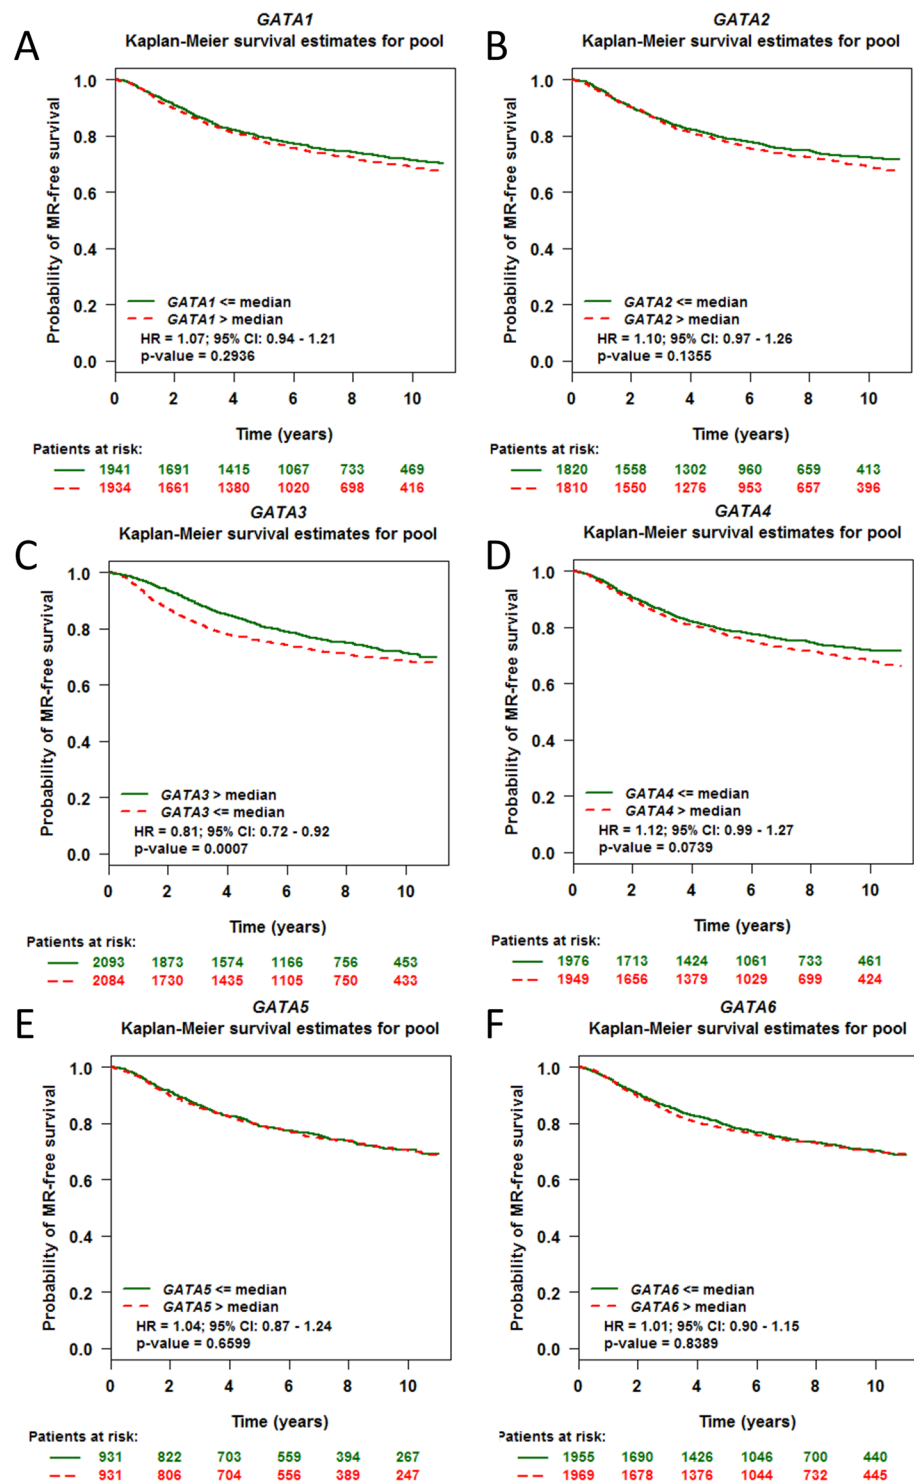 A
GATA1
Kaplan-Meier survival estimates for pool
Probability of MR-free survival
1.0
0.8
0.6
0.4
0.2
0.0
GATA1 <= median
GATA1 > median
HR = 1.07; 95% CI: 0.94 - 1.21
p-value = 0.2936
0 2 4 6 8 10
Time (years)
Patients at risk:
1941 1691 1415 1067 733 469
1934 1661 1380 1020 698 416
B
GATA2
Kaplan-Meier survival estimates for pool
Probability of MR-free survival
1.0
0.8
0.6
0.4
0.2
0.0
GATA2 <= median
GATA2 > median
HR = 1.10; 95% CI: 0.97 - 1.26
p-value = 0.1355
0 2 4 6 8 10
Time (years)
Patients at risk:
1820 1558 1302 960 659 413
1810 1550 1276 953 657 396
C
GATA3
Kaplan-Meier survival estimates for pool
Probability of MR-free survival
1.0
0.8
0.6
0.4
0.2
0.0
GATA3 > median
GATA3 <= median
HR = 0.81; 95% CI: 0.72 - 0.92
p-value = 0.0007
0 2 4 6 8 10
Time (years)
Patients at risk:
2093 1873 1574 1166 756 453
2084 1730 1435 1105 750 433
D
GATA4
Kaplan-Meier survival estimates for pool
Probability of MR-free survival
1.0
0.8
0.6
0.4
0.2
0.0
GATA4 <= median
GATA4 > median
HR = 1.12; 95% CI: 0.99 - 1.27
p-value = 0.0739
0 2 4 6 8 10
Time (years)
Patients at risk:
1976 1713 1424 1061 733 461
1949 1656 1379 1029 699 424
E
GATA5
Kaplan-Meier survival estimates for pool
Probability of MR-free survival
1.0
0.8
0.6
0.4
0.2
0.0
GATA5 <= median
GATA5 > median
HR = 1.04; 95% CI: 0.87 - 1.24
p-value = 0.6599
0 2 4 6 8 10
Time (years)
Patients at risk:
931 822 703 559 394 267
931 806 704 556 389 247
F
GATA6
Kaplan-Meier survival estimates for pool
Probability of MR-free survival
1.0
0.8
0.6
0.4
0.2
0.0
GATA6 <= median
GATA6 > median
HR = 1.01; 95% CI: 0.90 - 1.15
p-value = 0.8389
0 2 4 6 8 10
Time (years)
Patients at risk:
1955 1690 1426 1046 700 440
1969 1678 1376 1044 732 445